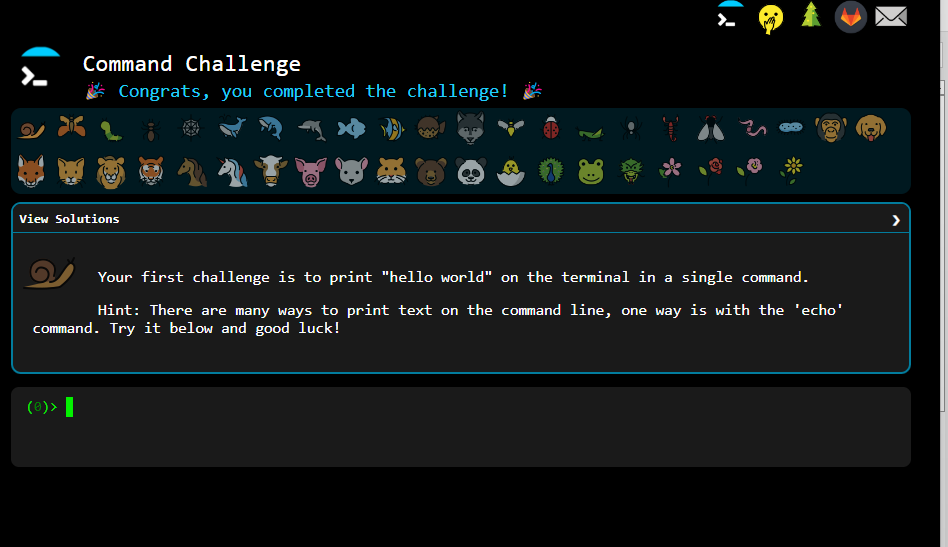 Command Challenge
🎉 Congrats, you completed the challenge! 🎉
View Solutions
Your first challenge is to print "hello world" on the terminal in a single command.
Hint: There are many ways to print text on the command line, one way is with the 'echo'
command. Try it below and good luck!
(0)>